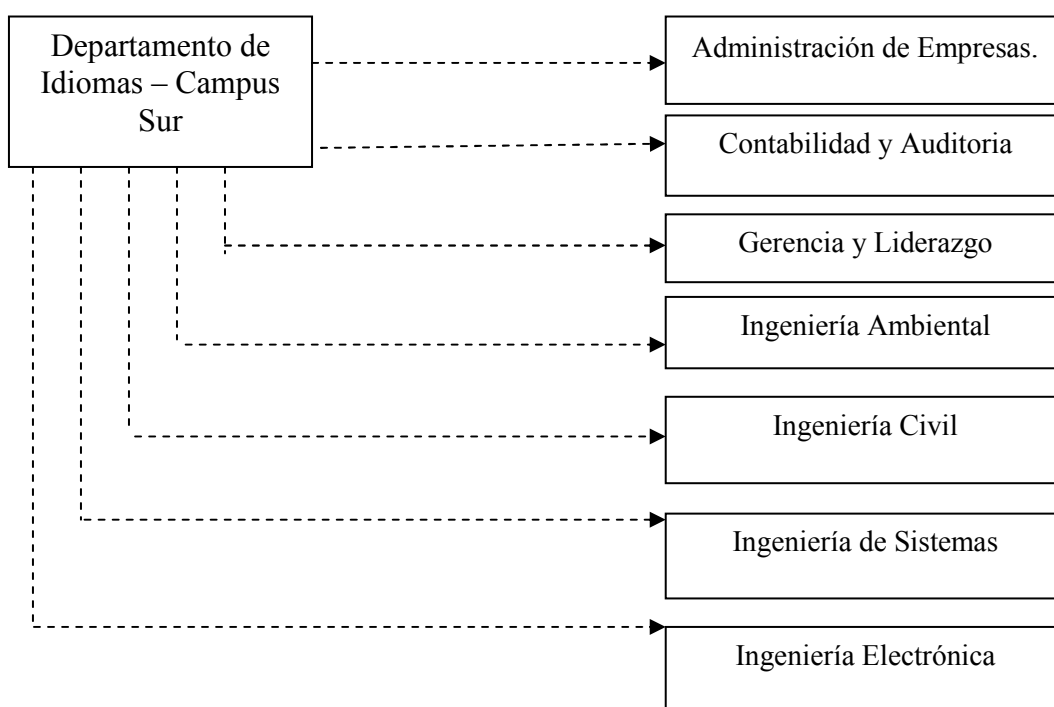 Departamento de
Idiomas – Campus
Sur
Administración de Empresas.
Contabilidad y Auditoria
Gerencia y Liderazgo
Ingeniería Ambiental
Ingeniería Civil
Ingeniería de Sistemas
Ingeniería Electrónica